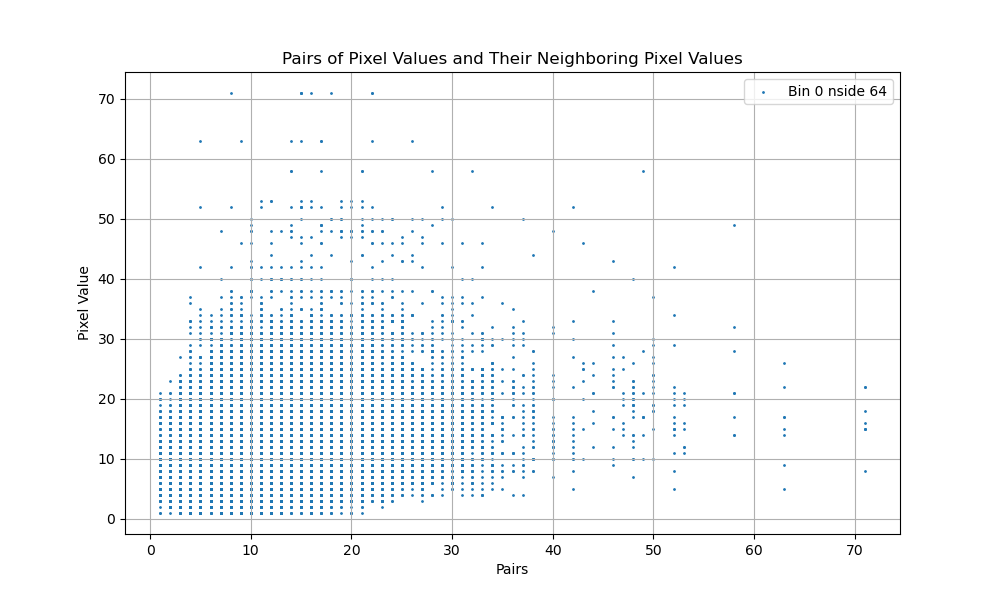 Pairs of Pixel Values and Their Neighboring Pixel Values
Bin 0 nside 64
70
60
50
40
30
20
10
0
Pixel Value
0 10 20 30 40 50 60 70
Pairs